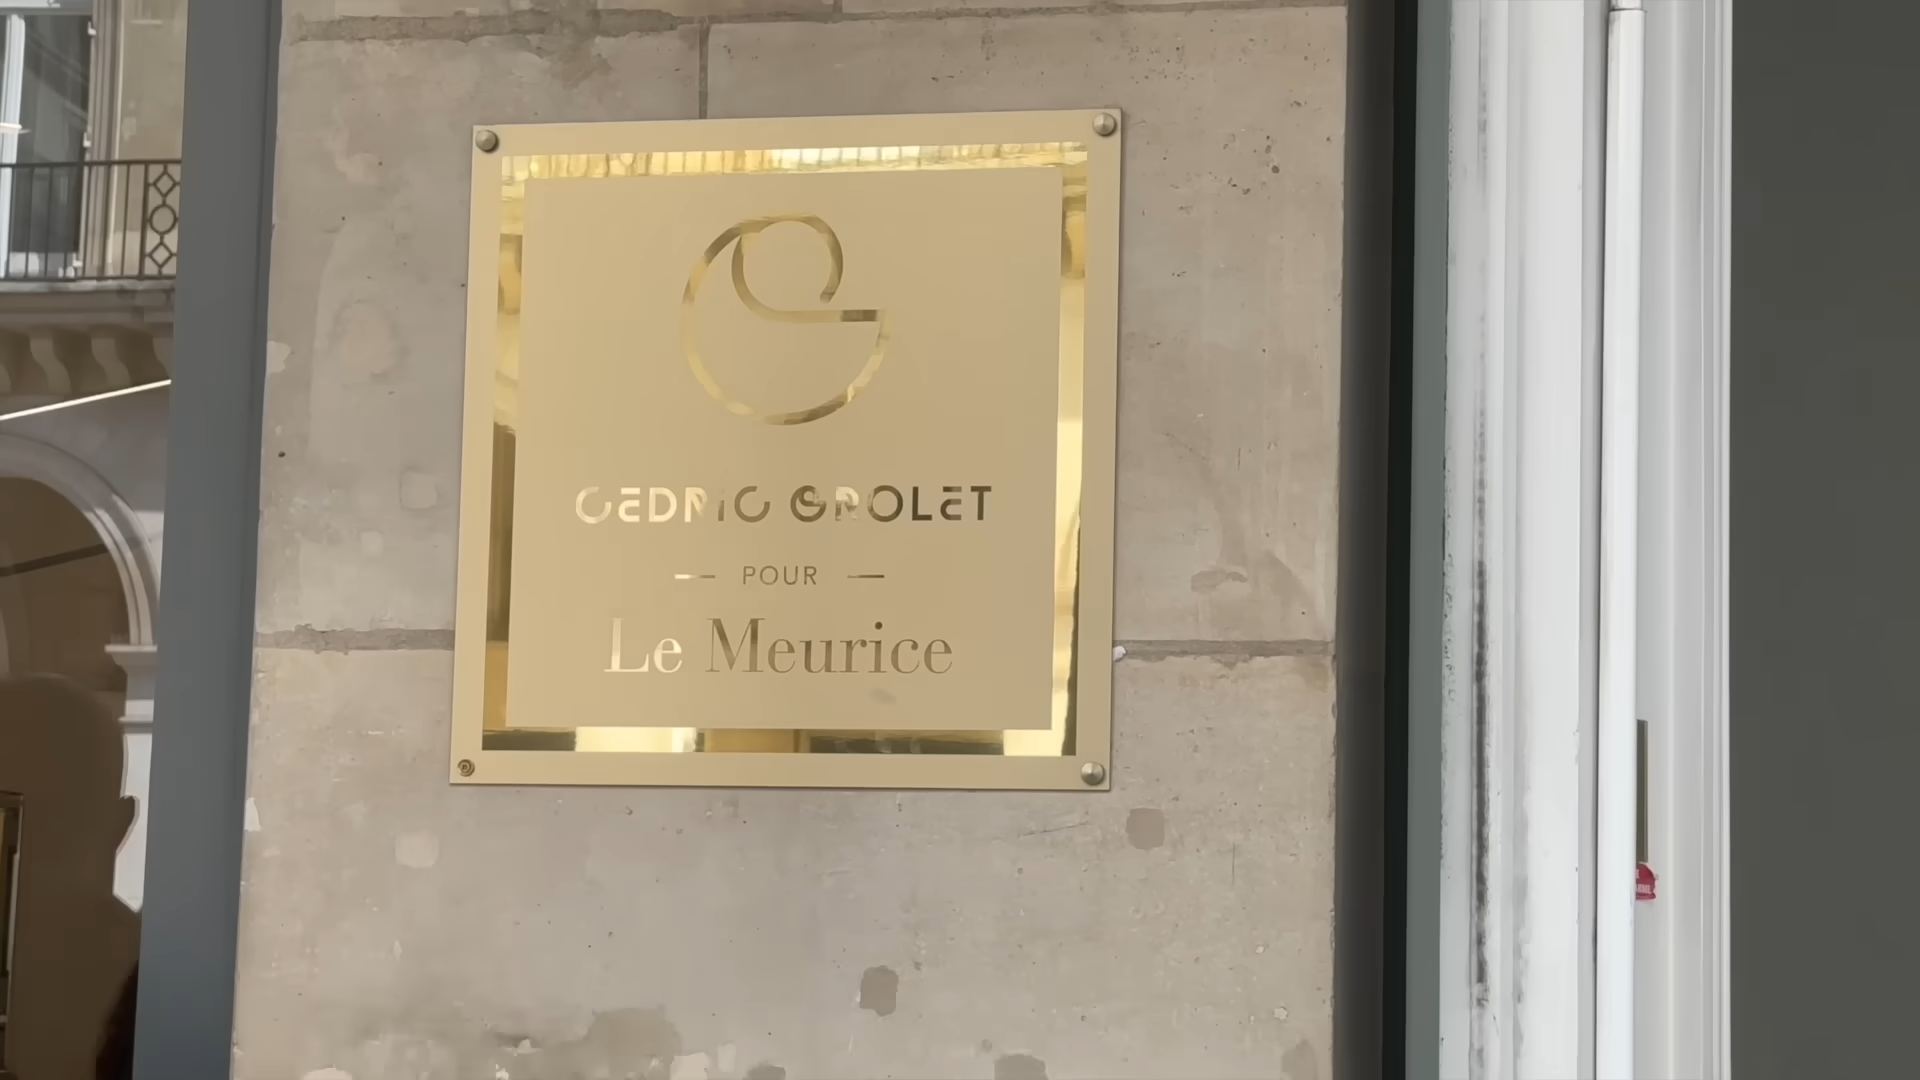 CEDRIC GROLET
— POUR —
Le Meurice